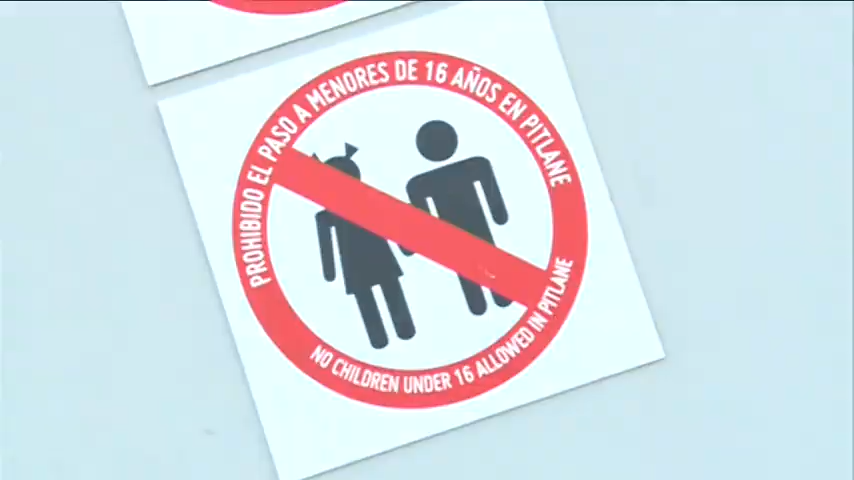 PROHIBIDO EL PASO A MENORES DE 16 AÑOS EN PITLANE
NO CHILDREN UNDER 16 ALLOWED IN PITLANE